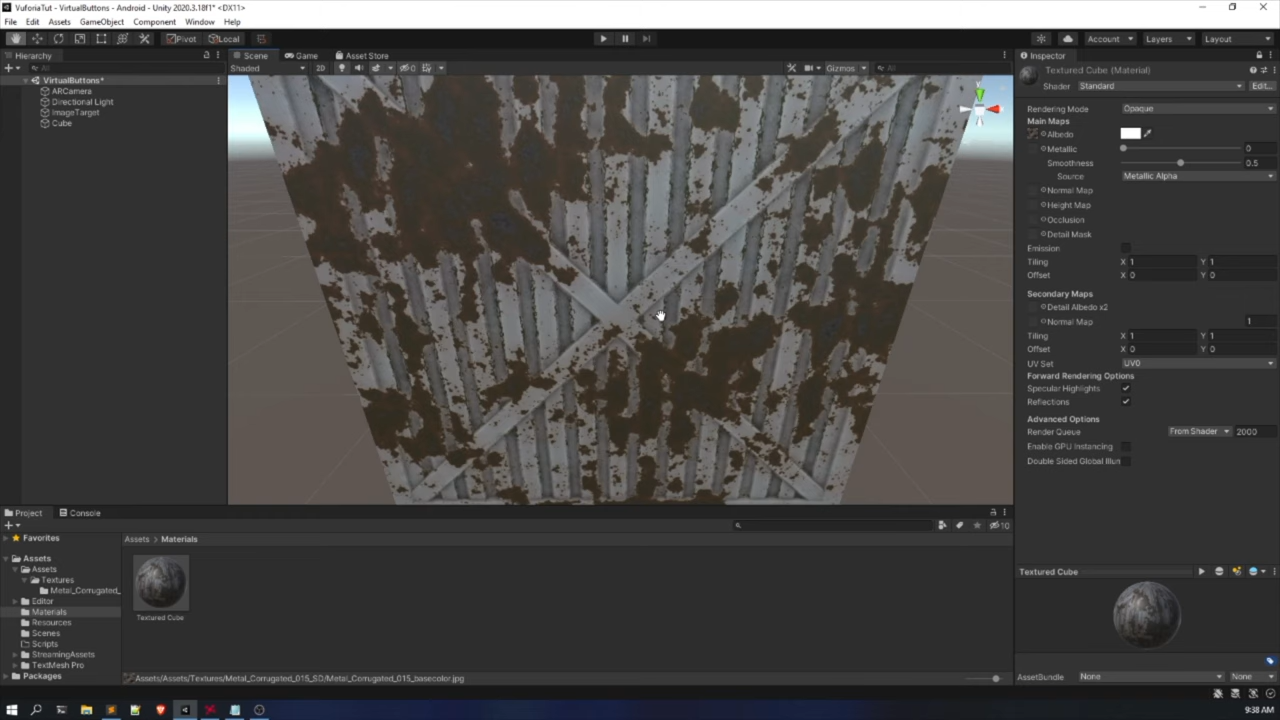 VuforiaTut - VirtualButtons - Android - Unity 2020.3.18f1* <DX11>
File Edit Assets GameObject Component Window Help
Pivot Local Account Layers Layout
Hierarchy
All
VirtualButtons*
ARCamera
Directional Light
ImageTarget
Cube
Scene Game Asset Store
Shaded 2D 0 Gizmos All
Inspector
Textured Cube (Material)
Shader Standard Edit...
Rendering Mode Opaque
Main Maps
Albedo
Metallic 0
Smoothness 0.5
Source Metallic Alpha
Normal Map
Height Map
Occlusion
Detail Mask
Emission
Tiling X 1 Y 1
Offset X 0 Y 0
Secondary Maps
Detail Albedo x2
Normal Map 1
Tiling X 1 Y 1
Offset X 0 Y 0
UV Set UV0
Forward Rendering Options
Specular Highlights
Reflections
Advanced Options
Render Queue From Shader 2000
Enable GPU Instancing
Double Sided Global Illum
Project Console
10
Favorites
Assets
Assets
Textures
Metal_Corrugated_
Editor
Materials
Resources
Scenes
Scripts
StreamingAssets
TextMesh Pro
Packages
Assets > Materials
Textured Cube
Assets/Assets/Textures/Metal_Corrugated_015_SD/Metal_Corrugated_015_basecolor.jpg
Textured Cube
AssetBundle None None
9:38 AM